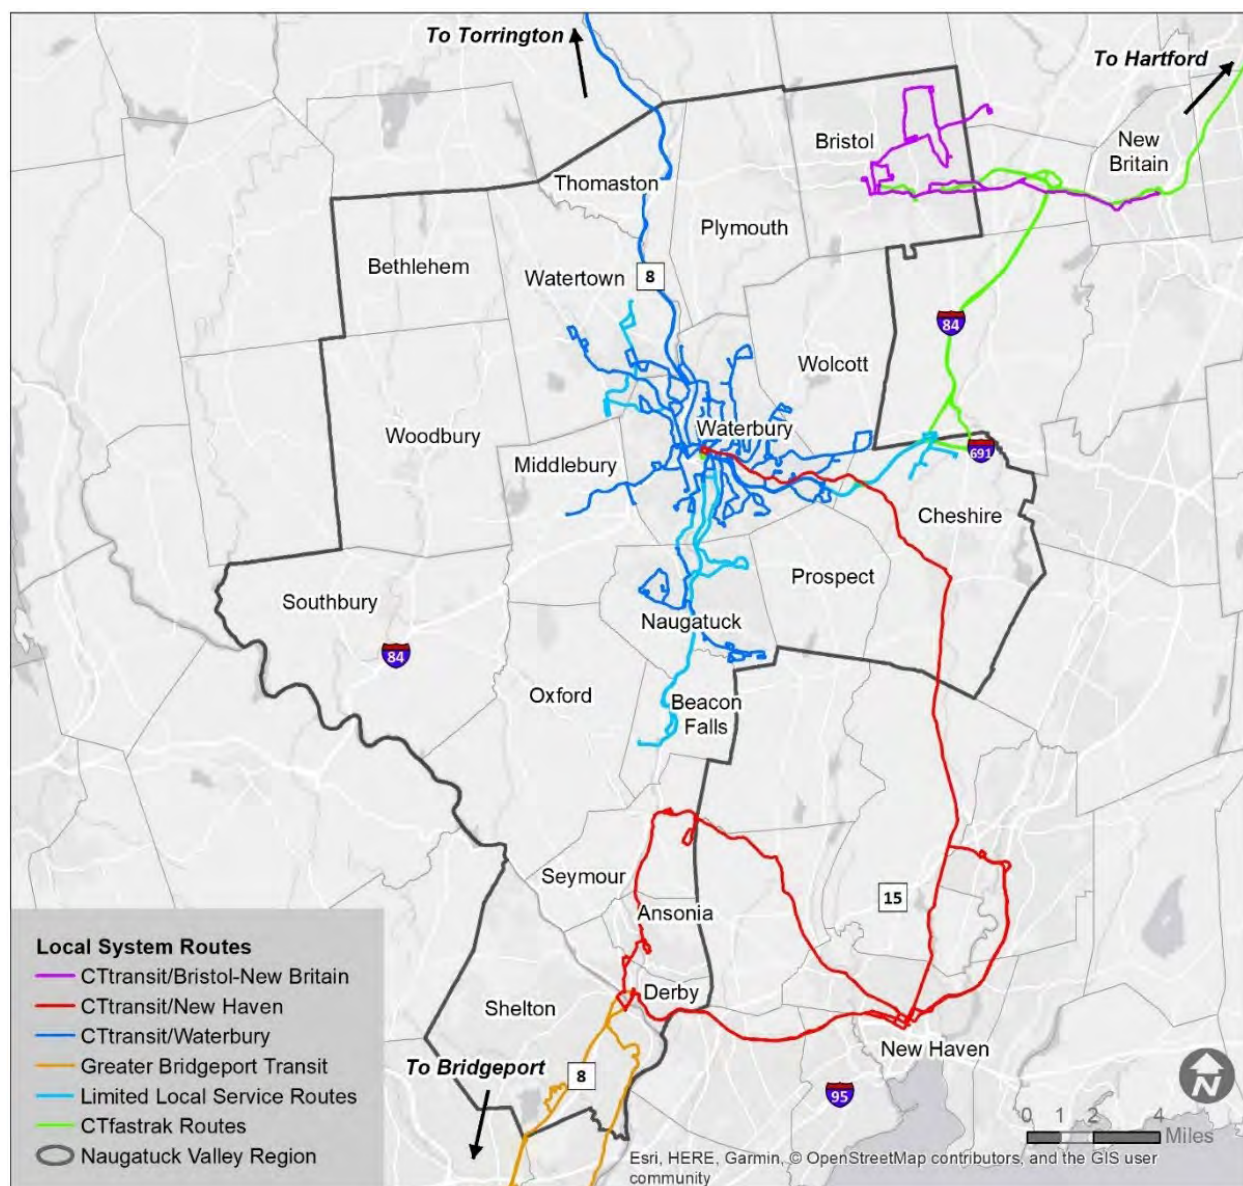 To Torrington
To Hartford
Bristol
New
Britain
Thomaston
Plymouth
Bethlehem
Watertown
8
84
Wolcott
Waterbury
Woodbury
Middlebury
691
Cheshire
Prospect
Southbury
Naugatuck
84
Oxford
Beacon
Falls
Seymour
15
Ansonia
Derby
Shelton
New Haven
To Bridgeport
8
95
N
Local System Routes
CTtransit/Bristol-New Britain
CTtransit/New Haven
CTtransit/Waterbury
Greater Bridgeport Transit
Limited Local Service Routes
CTfastrak Routes
Naugatuck Valley Region
0 1 2 4
Miles
Esri, HERE, Garmin, © OpenStreetMap contributors, and the GIS user
community